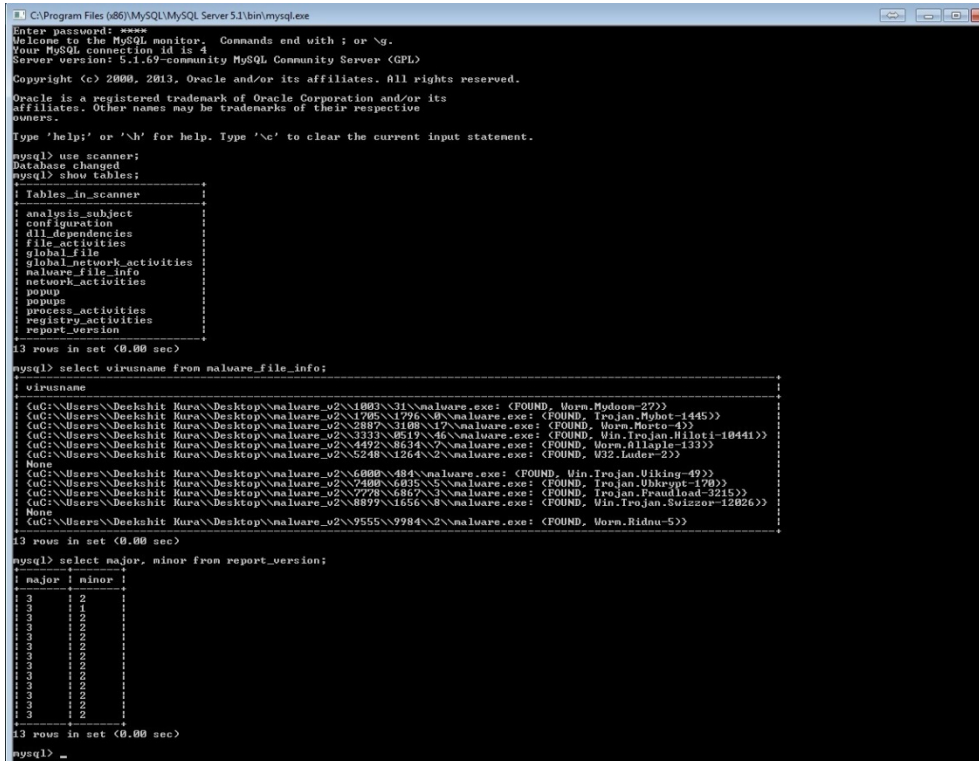 C:\Program Files (x86)\MySQL\MySQL Server 5.1\bin\mysql.exe
Enter password: ****
Welcome to the MySQL monitor.  Commands end with ; or \g.
Your MySQL connection id is 4
Server version: 5.1.69-community MySQL Community Server (GPL)
Copyright (c) 2000, 2013, Oracle and/or its affiliates. All rights reserved.
Oracle is a registered trademark of Oracle Corporation and/or its
affiliates. Other names may be trademarks of their respective
owners.
Type 'help;' or '\h' for help. Type '\c' to clear the current input statement.
mysql> use scanner;
Database changed
mysql> show tables;
+---------------------------+
| Tables_in_scanner         |
+---------------------------+
| analysis_subject          |
| configuration             |
| dll_dependencies          |
| file_activities           |
| global_file               |
| global_network_activities |
| malware_file_info         |
| network_activities        |
| popup                     |
| popups                    |
| process_activities        |
| registry_activities       |
| report_version            |
+---------------------------+
13 rows in set (0.00 sec)
mysql> select virusname from malware_file_info;
| virusname |
| {uC:\\Users\\Deekshit Kura\\Desktop\\malware_v2\\1003\\31\\malware.exe: (FOUND, Worm.Mydoom-27)} |
| {uC:\\Users\\Deekshit Kura\\Desktop\\malware_v2\\1705\\1796\\0\\malware.exe: (FOUND, Trojan.Mybot-1445)} |
| {uC:\\Users\\Deekshit Kura\\Desktop\\malware_v2\\2887\\3108\\17\\malware.exe: (FOUND, Worm.Morto-4)} |
| {uC:\\Users\\Deekshit Kura\\Desktop\\malware_v2\\3333\\0519\\46\\malware.exe: (FOUND, Win.Trojan.Hiloti-10441)} |
| {uC:\\Users\\Deekshit Kura\\Desktop\\malware_v2\\4492\\8634\\7\\malware.exe: (FOUND, Worm.Allaple-133)} |
| {uC:\\Users\\Deekshit Kura\\Desktop\\malware_v2\\5248\\1264\\2\\malware.exe: (FOUND, W32.Luder-2)} |
| None |
| {uC:\\Users\\Deekshit Kura\\Desktop\\malware_v2\\6000\\484\\malware.exe: (FOUND, Win.Trojan.Viking-49)} |
| {uC:\\Users\\Deekshit Kura\\Desktop\\malware_v2\\7400\\6035\\5\\malware.exe: (FOUND, Trojan.Vbkrypt-170)} |
| {uC:\\Users\\Deekshit Kura\\Desktop\\malware_v2\\7778\\6867\\3\\malware.exe: (FOUND, Trojan.Fraudload-3215)} |
| {uC:\\Users\\Deekshit Kura\\Desktop\\malware_v2\\8899\\1656\\8\\malware.exe: (FOUND, Win.Trojan.Swizzor-12026)} |
| None |
| {uC:\\Users\\Deekshit Kura\\Desktop\\malware_v2\\9555\\9984\\2\\malware.exe: (FOUND, Worm.Ridnu-5)} |
13 rows in set (0.00 sec)
mysql> select major, minor from report_version;
+-------+-------+
| major | minor |
+-------+-------+
| 3     | 2     |
| 3     | 1     |
| 3     | 2     |
| 3     | 2     |
| 3     | 2     |
| 3     | 2     |
| 3     | 2     |
| 3     | 2     |
| 3     | 2     |
| 3     | 2     |
| 3     | 2     |
| 3     | 2     |
| 3     | 2     |
+-------+-------+
13 rows in set (0.00 sec)
mysql> _